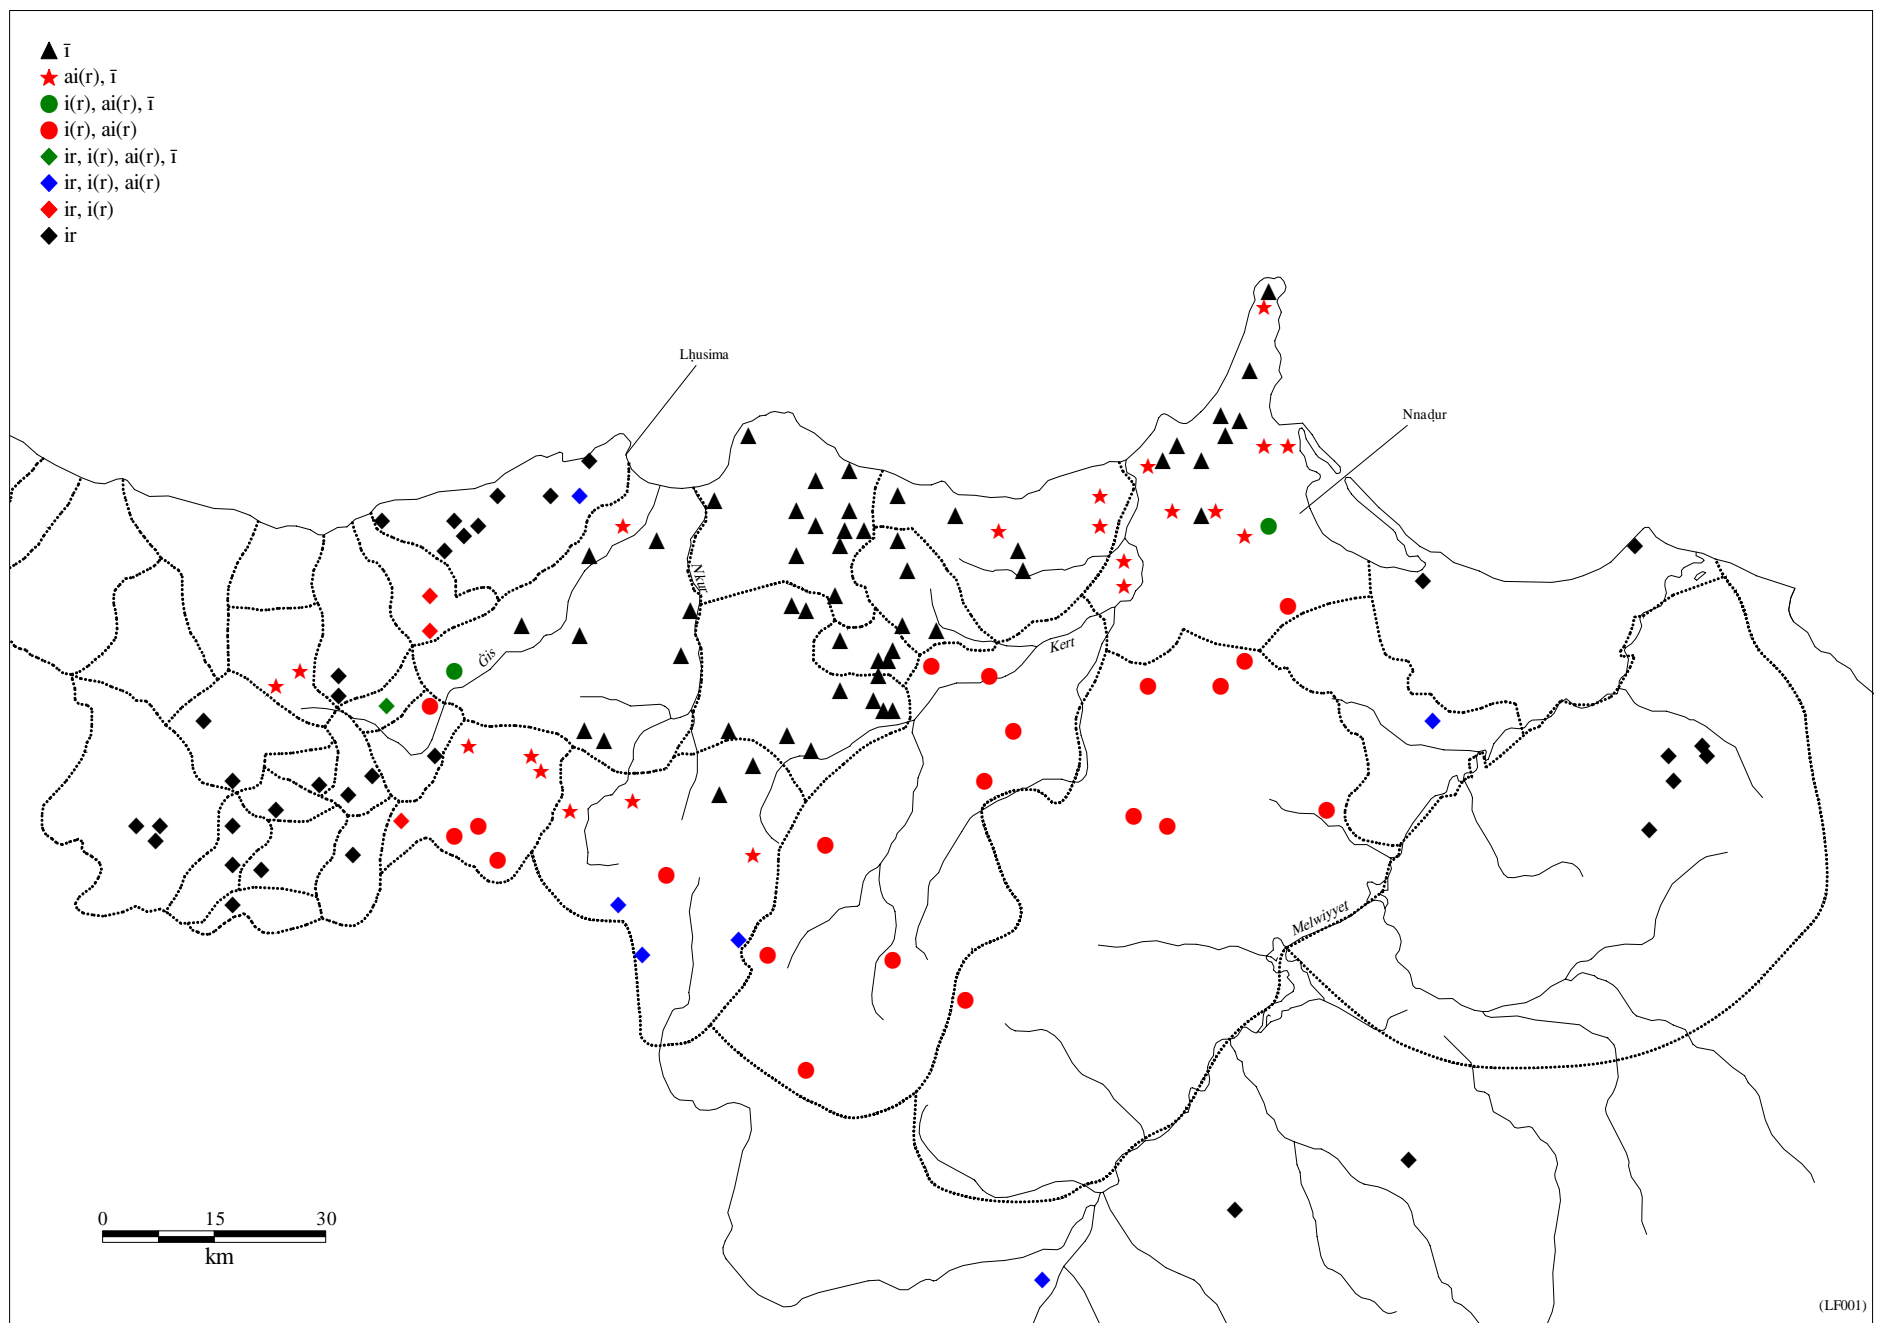 ī
ai(r), ī
i(r), ai(r), ī
i(r), ai(r)
ir, i(r), ai(r), ī
ir, i(r), ai(r)
ir, i(r)
ir
Lḥusima
Nnaḍur
Nkur
Kert
Ġis
Melwiyyeṯ
0 15 30
km
(LF001)